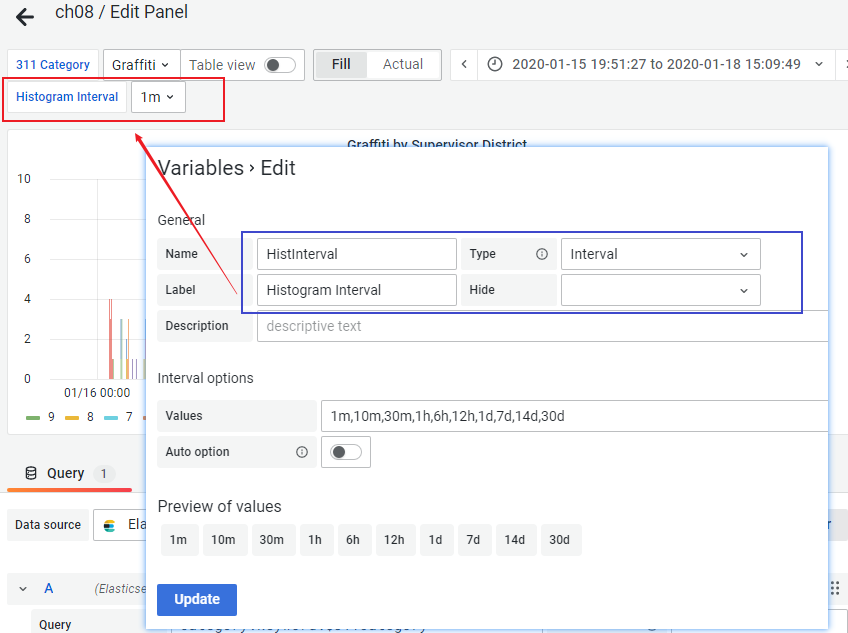 ch08 / Edit Panel
311 Category Graffiti Table view Fill Actual 2020-01-15 19:51:27 to 2020-01-18 15:09:49
Histogram Interval 1m
Graffiti by Supervisor District
Variables › Edit
10
8
6
4
2
0
01/16 00:00
9 8 7
General
Name HistInterval Type Interval
Label Histogram Interval Hide
Description descriptive text
Interval options
Values 1m,10m,30m,1h,6h,12h,1d,7d,14d,30d
Auto option
Preview of values
1m 10m 30m 1h 6h 12h 1d 7d 14d 30d
Update
Query 1
Data source Ela
A (Elasticse
Query